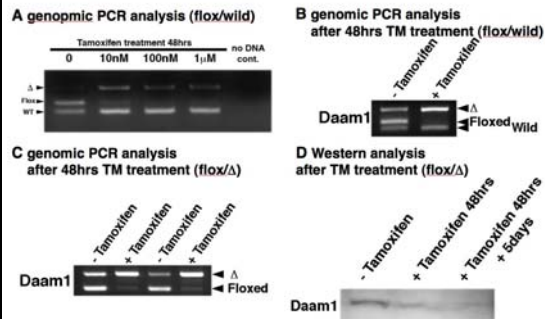 A genopmic PCR analysis (flox/wild)
Tamoxifen treatment 48hrs
0 10nM 100nM 1μM no DNA cont.
Δ
Flox
WT
B genomic PCR analysis
after 48hrs TM treatment (flox/wild)
- Tamoxifen
+ Tamoxifen
Daam1
Δ
Floxed
Wild
C genomic PCR analysis
after 48hrs TM treatment (flox/Δ)
- Tamoxifen
+ Tamoxifen
- Tamoxifen
+ Tamoxifen
Daam1
Δ
Floxed
D Western analysis
after TM treatment (flox/Δ)
- Tamoxifen
+ Tamoxifen 48hrs
+ Tamoxifen 48hrs
+ 5days
Daam1